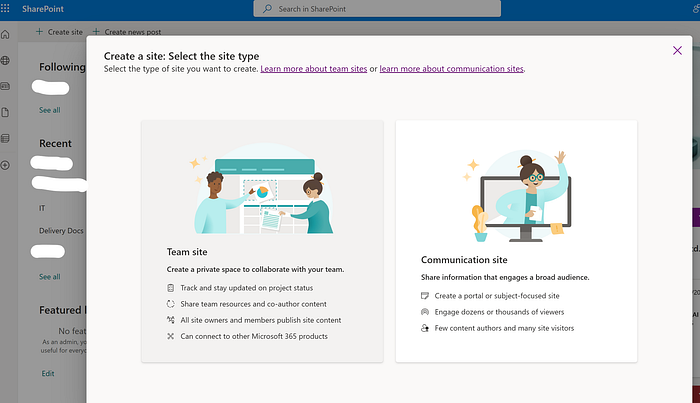 SharePoint
Search in SharePoint
Create site
Create news post
Following
See all
Recent
IT
Delivery Docs
See all
Featured l
No feat
As an admin, yo
useful for everyone
Edit
Create a site: Select the site type
Select the type of site you want to create. Learn more about team sites or learn more about communication sites.
Team site
Create a private space to collaborate with your team.
Track and stay updated on project status
Share team resources and co-author content
All site owners and members publish site content
Can connect to other Microsoft 365 products
Communication site
Share information that engages a broad audience.
Create a portal or subject-focused site
Engage dozens or thousands of viewers
Few content authors and many site visitors
td.
AI